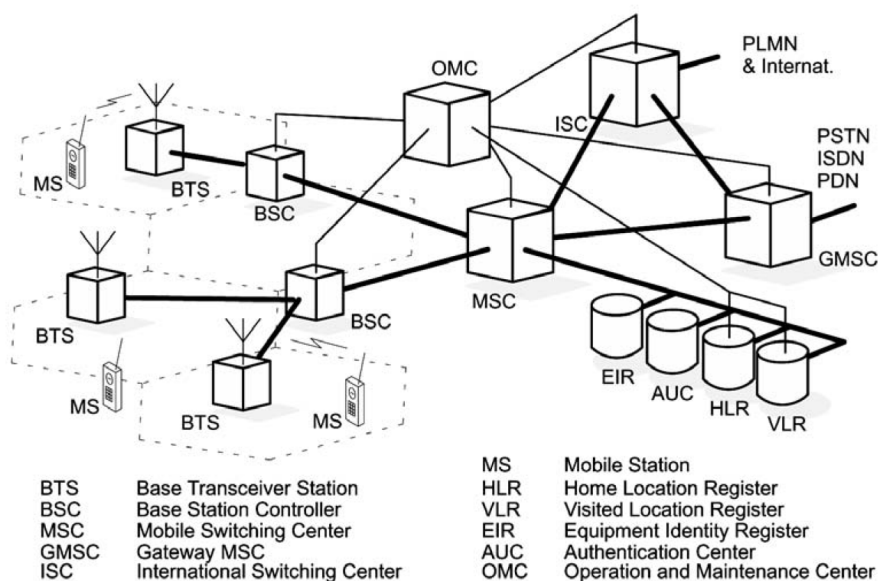 OMC
ISC
PLMN
& Internat.
PSTN
ISDN
PDN
MS
BTS
BSC
MSC
GMSC
BTS
BSC
MS
BTS
MS
EIR
AUC
HLR
VLR
BTS Base Transceiver Station
BSC Base Station Controller
MSC Mobile Switching Center
GMSC Gateway MSC
ISC International Switching Center
MS Mobile Station
HLR Home Location Register
VLR Visited Location Register
EIR Equipment Identity Register
AUC Authentication Center
OMC Operation and Maintenance Center